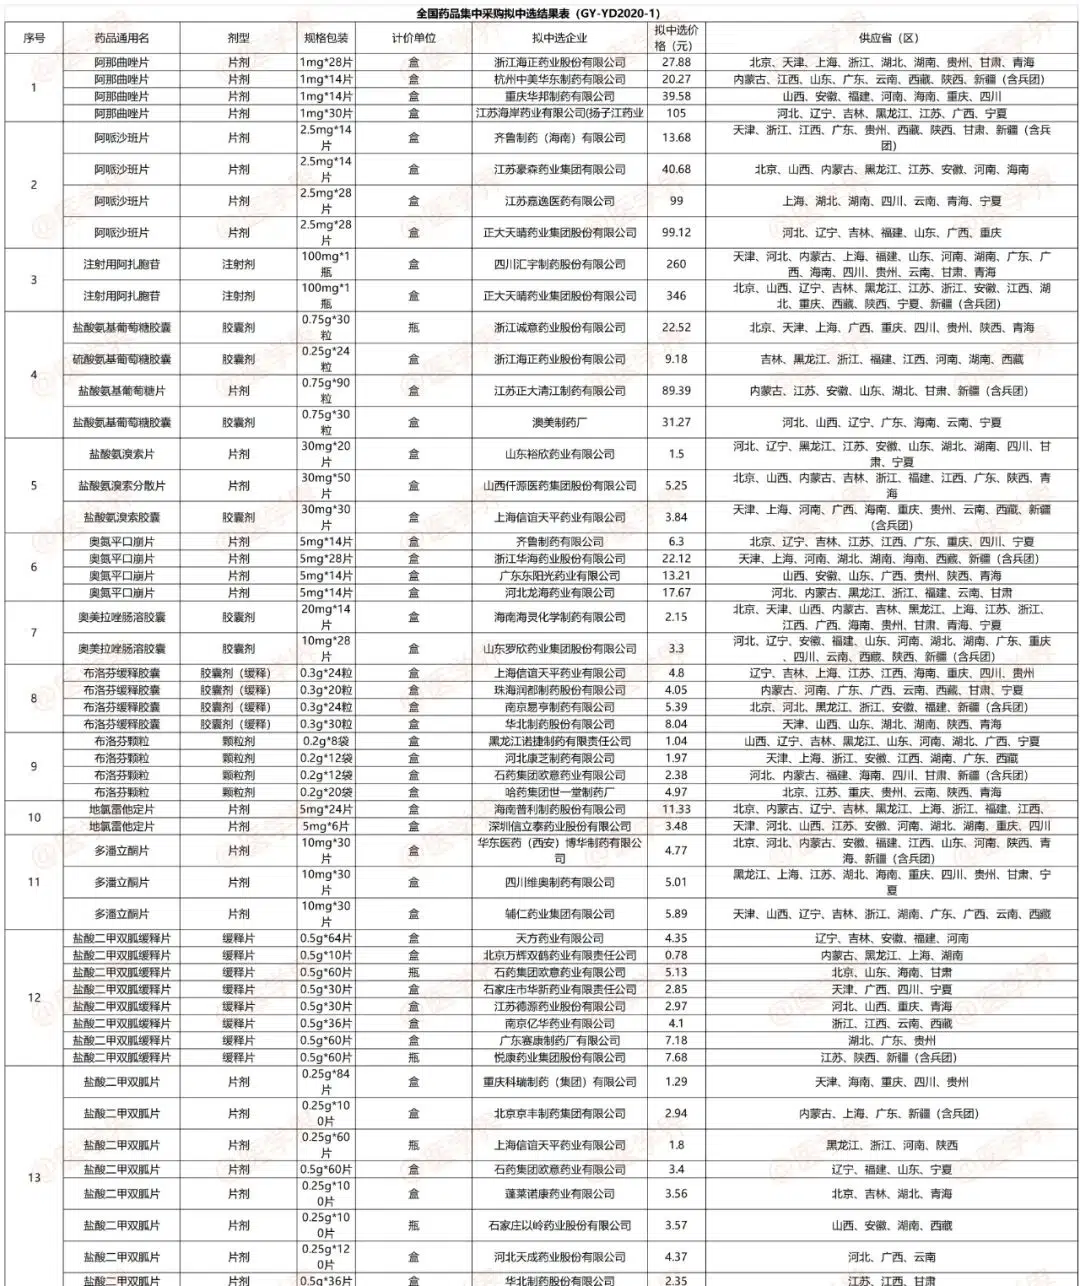 全国药品集中采购拟中选结果表（GY-YD2020-1）
序号 药品通用名 剂型 规格包装 计价单位 拟中选企业 拟中选价格（元） 供应省（区）
1 阿那曲唑片 片剂 1mg*28片 盒 浙江海正药业股份有限公司 27.88 北京、天津、上海、浙江、湖北、湖南、贵州、甘肃、青海
阿那曲唑片 片剂 1mg*14片 盒 杭州中美华东制药有限公司 20.27 内蒙古、江西、山东、广东、云南、西藏、陕西、新疆（含兵团）
阿那曲唑片 片剂 1mg*14片 盒 重庆华邦制药有限公司 39.58 山西、安徽、福建、河南、海南、重庆、四川
阿那曲唑片 片剂 1mg*30片 盒 江苏海岸药业有限公司(扬子江药业 105 河北、辽宁、吉林、黑龙江、江苏、广西、宁夏
2 阿哌沙班片 片剂 2.5mg*14片 盒 齐鲁制药（海南）有限公司 13.68 天津、浙江、江西、广东、贵州、西藏、陕西、甘肃、新疆（含兵团）
阿哌沙班片 片剂 2.5mg*14片 盒 江苏豪森药业集团有限公司 40.68 北京、山西、内蒙古、黑龙江、江苏、安徽、河南、海南
阿哌沙班片 片剂 2.5mg*28片 盒 江苏嘉逸医药有限公司 99 上海、湖北、湖南、四川、云南、青海、宁夏
阿哌沙班片 片剂 2.5mg*28片 盒 正大天晴药业集团股份有限公司 99.12 河北、辽宁、吉林、福建、山东、广西、重庆
3 注射用阿扎胞苷 注射剂 100mg*1瓶 盒 四川汇宇制药股份有限公司 260 天津、河北、内蒙古、上海、福建、山东、河南、湖南、广东、广西、海南、四川、贵州、云南、甘肃、青海
注射用阿扎胞苷 注射剂 100mg*1瓶 盒 正大天晴药业集团股份有限公司 346 北京、山西、辽宁、吉林、黑龙江、江苏、浙江、安徽、江西、湖北、重庆、西藏、陕西、宁夏、新疆（含兵团）
4 盐酸氨基葡萄糖胶囊 胶囊剂 0.75g*30粒 瓶 浙江诚意药业股份有限公司 22.52 北京、天津、上海、广西、重庆、四川、贵州、陕西、青海
硫酸氨基葡萄糖胶囊 胶囊剂 0.25g*24粒 盒 浙江海正药业股份有限公司 9.18 吉林、黑龙江、浙江、福建、江西、河南、湖南、西藏
盐酸氨基葡萄糖片 片剂 0.75g*90粒 盒 江苏正大清江制药有限公司 89.39 内蒙古、江苏、安徽、山东、湖北、甘肃、新疆（含兵团）
盐酸氨基葡萄糖胶囊 胶囊剂 0.75g*30粒 盒 澳美制药厂 31.27 河北、山西、辽宁、广东、海南、云南、宁夏
5 盐酸氨溴索片 片剂 30mg*20片 盒 山东裕欣药业有限公司 1.5 河北、辽宁、黑龙江、江苏、安徽、山东、湖北、湖南、四川、甘肃、宁夏
盐酸氨溴索分散片 片剂 30mg*50片 盒 山西仟源医药集团股份有限公司 5.25 北京、山西、内蒙古、吉林、浙江、福建、江西、广东、陕西、青海
盐酸氨溴索胶囊 胶囊剂 30mg*30片 盒 上海信谊天平药业有限公司 3.84 天津、上海、河南、广西、海南、重庆、贵州、云南、西藏、新疆（含兵团）
6 奥氮平口崩片 片剂 5mg*14片 盒 齐鲁制药有限公司 6.3 北京、辽宁、吉林、江苏、江西、广东、重庆、四川、宁夏
奥氮平口崩片 片剂 5mg*28片 盒 浙江华海药业股份有限公司 22.12 天津、上海、河南、湖北、湖南、海南、西藏、新疆（含兵团）
奥氮平口崩片 片剂 5mg*14片 盒 广东东阳光药业有限公司 13.21 山西、安徽、山东、广西、贵州、陕西、青海
奥氮平口崩片 片剂 5mg*14片 盒 河北龙海药业有限公司 17.67 河北、内蒙古、黑龙江、浙江、福建、云南、甘肃
7 奥美拉唑肠溶胶囊 胶囊剂 20mg*14片 盒 海南海灵化学制药有限公司 2.15 北京、天津、山西、内蒙古、吉林、黑龙江、上海、江苏、浙江、江西、广西、海南、贵州、甘肃、青海、宁夏
奥美拉唑肠溶胶囊 胶囊剂 10mg*28片 盒 山东罗欣药业集团股份有限公司 3.3 河北、辽宁、安徽、福建、山东、河南、湖北、湖南、广东、重庆、四川、云南、西藏、陕西、新疆（含兵团）
8 布洛芬缓释胶囊 胶囊剂（缓释） 0.3g*24粒 盒 上海信谊天平药业有限公司 4.8 辽宁、吉林、上海、江苏、江西、海南、重庆、四川、贵州
布洛芬缓释胶囊 胶囊剂（缓释） 0.3g*20粒 盒 珠海润都制药股份有限公司 4.05 内蒙古、河南、广东、广西、云南、西藏、甘肃、宁夏
布洛芬缓释胶囊 胶囊剂（缓释） 0.3g*24粒 盒 南京易亨制药有限公司 5.39 北京、河北、黑龙江、浙江、安徽、福建、新疆（含兵团）
布洛芬缓释胶囊 胶囊剂（缓释） 0.3g*30粒 盒 华北制药股份有限公司 8.04 天津、山西、山东、湖北、湖南、陕西、青海
9 布洛芬颗粒 颗粒剂 0.2g*8袋 盒 黑龙江诺捷制药有限责任公司 1.04 山西、辽宁、吉林、黑龙江、山东、河南、湖北、广西、宁夏
布洛芬颗粒 颗粒剂 0.2g*12袋 盒 河北康芝制药有限公司 1.97 天津、上海、浙江、安徽、江西、湖南、广东、西藏
布洛芬颗粒 颗粒剂 0.2g*12袋 盒 石药集团欧意药业有限公司 2.38 河北、内蒙古、福建、海南、四川、甘肃、新疆（含兵团）
布洛芬颗粒 颗粒剂 0.2g*20袋 盒 哈药集团世一堂制药厂 4.97 北京、江苏、重庆、贵州、云南、陕西、青海
10 地氯雷他定片 片剂 5mg*24片 盒 海南普利制药股份有限公司 11.33 北京、内蒙古、辽宁、吉林、黑龙江、上海、浙江、福建、江西、
地氯雷他定片 片剂 5mg*6片 盒 深圳信立泰药业股份有限公司 3.48 天津、河北、山西、江苏、安徽、河南、湖北、湖南、重庆、四川
11 多潘立酮片 片剂 10mg*30片 盒 华东医药（西安）博华制药有限公司 4.77 北京、河北、内蒙古、安徽、福建、江西、山东、河南、陕西、青海、新疆（含兵团）
多潘立酮片 片剂 10mg*30片 盒 四川维奥制药有限公司 5.01 黑龙江、上海、江苏、湖北、海南、重庆、四川、贵州、甘肃、宁夏
多潘立酮片 片剂 10mg*30片 盒 辅仁药业集团有限公司 5.89 天津、山西、辽宁、吉林、浙江、湖南、广东、广西、云南、西藏
12 盐酸二甲双胍缓释片 缓释片 0.5g*64片 盒 天方药业有限公司 4.35 辽宁、吉林、安徽、福建、河南
盐酸二甲双胍缓释片 缓释片 0.5g*10片 盒 北京万辉双鹤药业有限责任公司 0.78 内蒙古、黑龙江、上海、湖南
盐酸二甲双胍缓释片 缓释片 0.5g*60片 瓶 石药集团欧意药业有限公司 5.13 北京、山东、海南、甘肃
盐酸二甲双胍缓释片 缓释片 0.5g*30片 盒 石家庄市华新药业有限责任公司 2.85 天津、广西、四川、宁夏
盐酸二甲双胍缓释片 缓释片 0.5g*30片 盒 江苏德源药业股份有限公司 2.97 河北、山西、重庆、青海
盐酸二甲双胍缓释片 缓释片 0.5g*36片 盒 南京亿华药业有限公司 4.1 浙江、江西、云南、西藏
盐酸二甲双胍缓释片 缓释片 0.5g*60片 盒 广东赛康制药厂有限公司 7.18 湖北、广东、贵州
盐酸二甲双胍缓释片 缓释片 0.5g*60片 瓶 悦康药业集团股份有限公司 7.68 江苏、陕西、新疆（含兵团）
13 盐酸二甲双胍片 片剂 0.25g*84片 盒 重庆科瑞制药（集团）有限公司 1.29 天津、海南、重庆、四川、贵州
盐酸二甲双胍片 片剂 0.25g*100片 盒 北京京丰制药集团有限公司 2.94 内蒙古、上海、广东、新疆（含兵团）
盐酸二甲双胍片 片剂 0.25g*60片 瓶 上海信谊天平药业有限公司 1.8 黑龙江、浙江、河南、陕西
盐酸二甲双胍片 片剂 0.5g*60片 盒 石药集团欧意药业有限公司 3.4 辽宁、福建、山东、宁夏
盐酸二甲双胍片 片剂 0.25g*100片 盒 蓬莱诺康药业有限公司 3.56 北京、吉林、湖北、青海
盐酸二甲双胍片 片剂 0.25g*100片 瓶 石家庄以岭药业股份有限公司 3.57 山西、安徽、湖南、西藏
盐酸二甲双胍片 片剂 0.25g*120片 盒 河北天成药业股份有限公司 4.37 河北、广西、云南
盐酸二甲双胍片 片剂 0.5g*36片 盒 华北制药股份有限公司 2.35 江苏、江西、甘肃